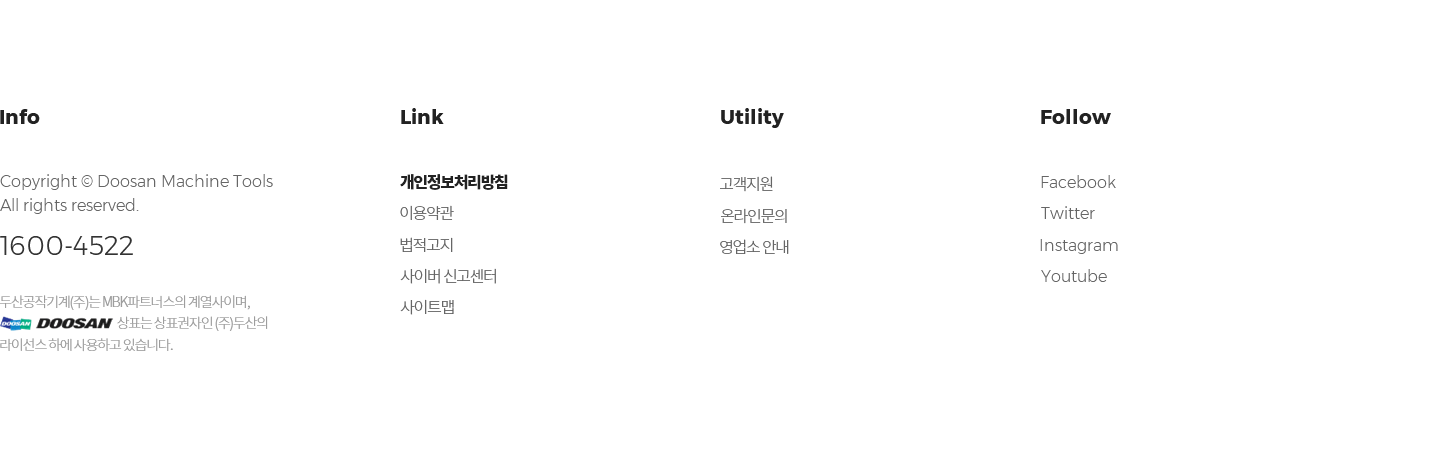 Info
Copyright © Doosan Machine Tools
All rights reserved.
1600-4522
두산공작기계(주)는 MBK파트너스의 계열사이며,
DOOSAN DOOSAN 상표는 상표권자인 (주)두산의
라이선스 하에 사용하고 있습니다.
Link
개인정보처리방침
이용약관
법적고지
사이버 신고센터
사이트맵
Utility
고객지원
온라인문의
영업소 안내
Follow
Facebook
Twitter
Instagram
Youtube